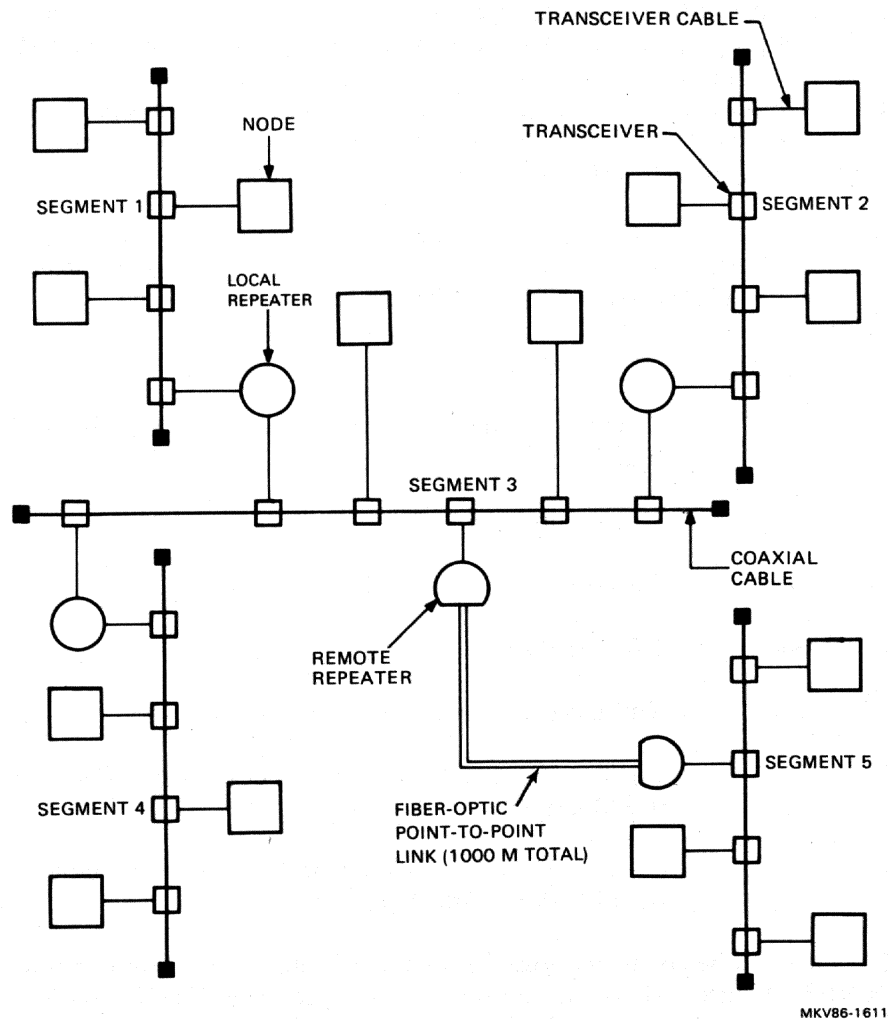 TRANSCEIVER CABLE
NODE
TRANSCEIVER
SEGMENT 1
SEGMENT 2
LOCAL
REPEATER
SEGMENT 3
COAXIAL
CABLE
REMOTE
REPEATER
SEGMENT 5
SEGMENT 4
FIBER-OPTIC
POINT-TO-POINT
LINK (1000 M TOTAL)
MKV86-1611